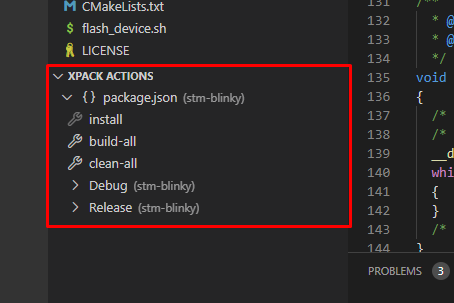 CMakeLists.txt
flash_device.sh
LICENSE
XPACK ACTIONS
{ } package.json (stm-blinky)
install
build-all
clean-all
Debug (stm-blinky)
Release (stm-blinky)
131 /**
132 * @
133 * @
134 */
135 void
136 {
137 /*
138 /*
139 __d
140 whi
141 {
142 }
143 /*
144 }
PROBLEMS 3